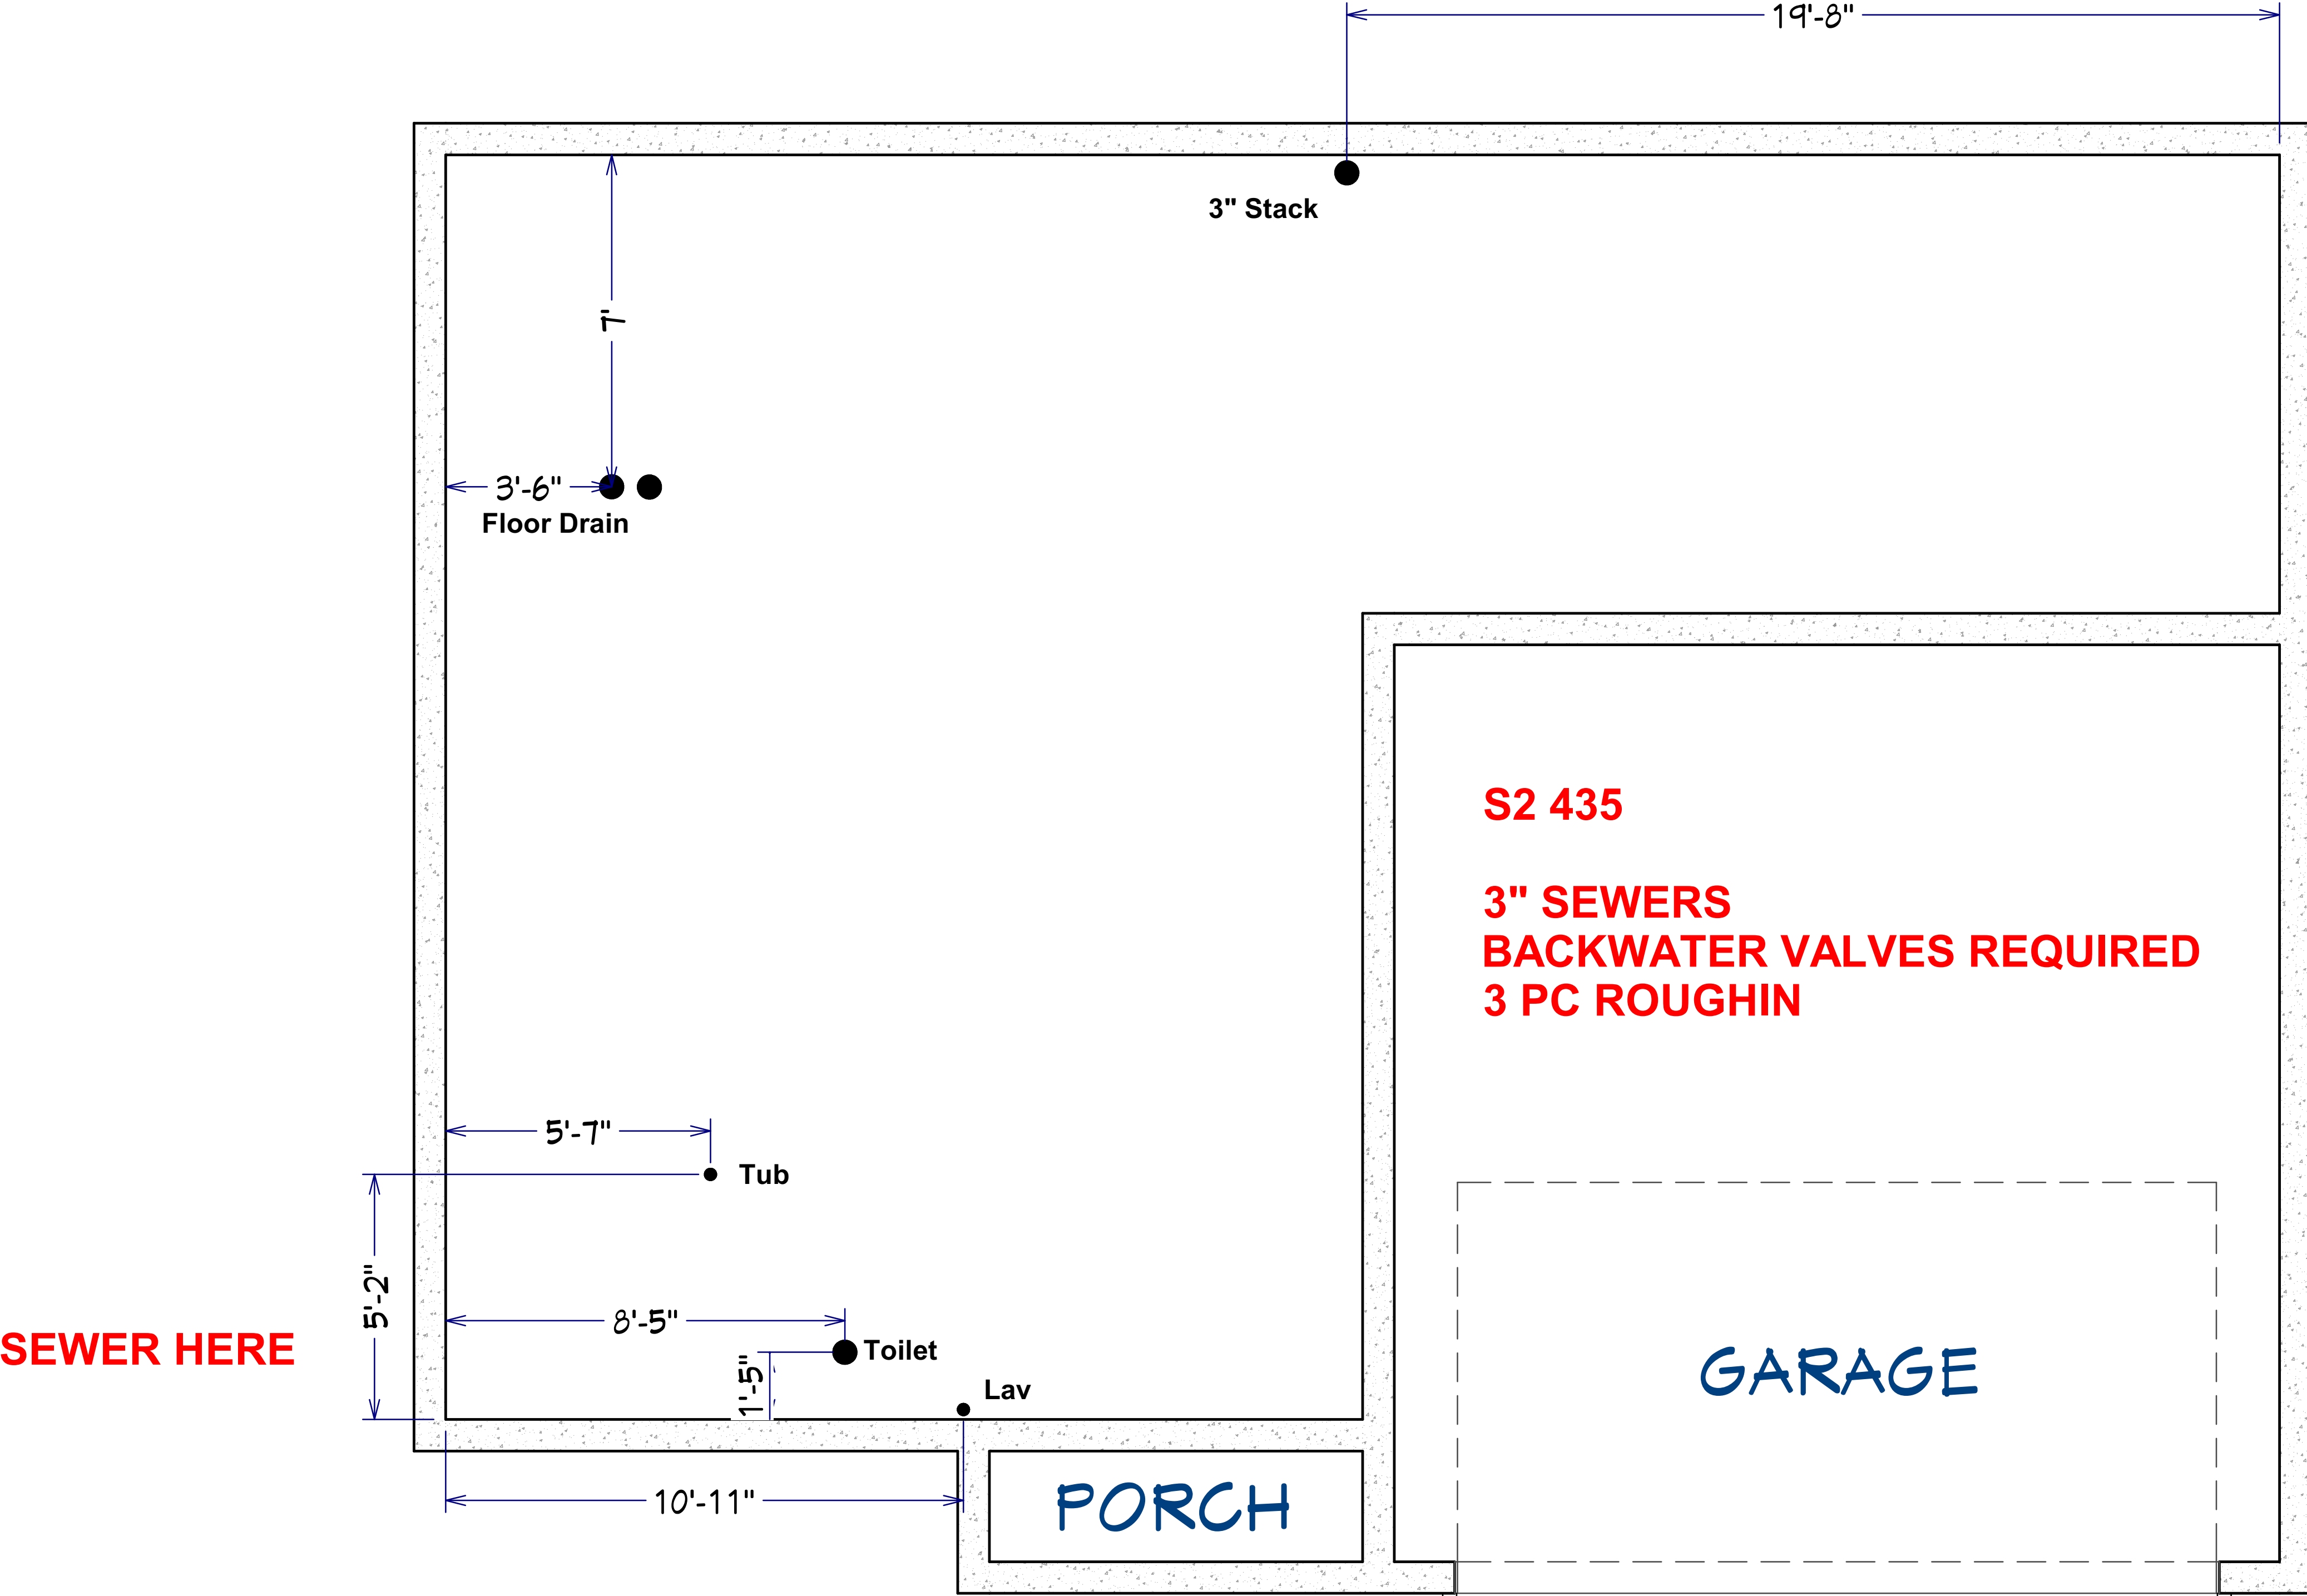 19'-8"
3" Stack
7'
3'-6"
Floor Drain
S2 435
3" SEWERS
BACKWATER VALVES REQUIRED
3 PC ROUGHIN
5'-7"
Tub
5'-2"
8'-5"
SEWER HERE
Toilet
1'-5"
GARAGE
Lav
10'-11"
PORCH